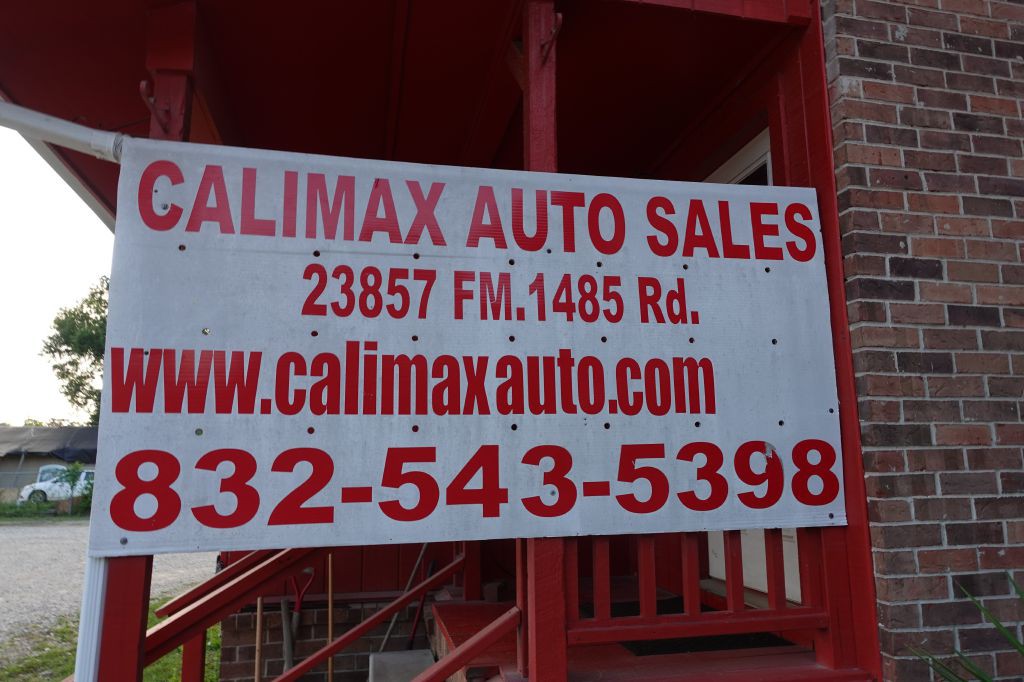 CALIMAX AUTO SALES
23857 FM.1485 Rd.
www.calimaxauto.com
832-543-5398